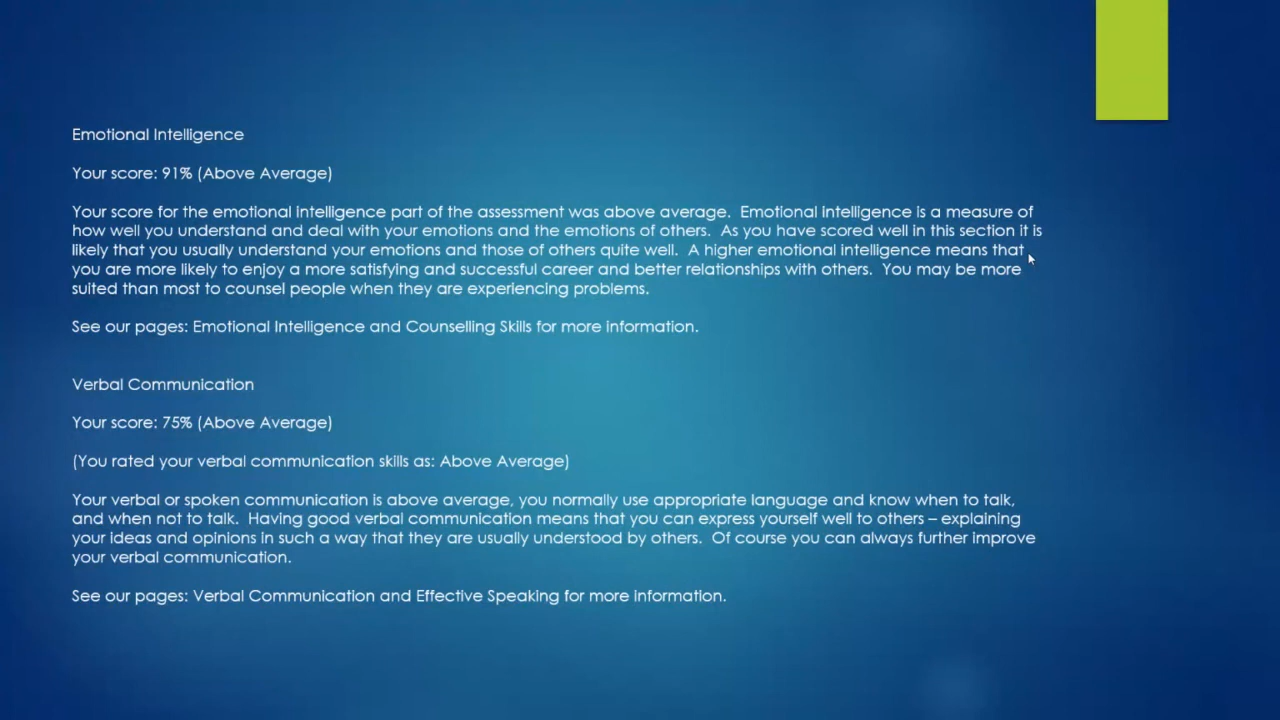 Emotional Intelligence
Your score: 91% (Above Average)
Your score for the emotional intelligence part of the assessment was above average.  Emotional intelligence is a measure of
how well you understand and deal with your emotions and the emotions of others.  As you have scored well in this section it is
likely that you usually understand your emotions and those of others quite well.  A higher emotional intelligence means that
you are more likely to enjoy a more satisfying and successful career and better relationships with others.  You may be more
suited than most to counsel people when they are experiencing problems.
See our pages: Emotional Intelligence and Counselling Skills for more information.
Verbal Communication
Your score: 75% (Above Average)
(You rated your verbal communication skills as: Above Average)
Your verbal or spoken communication is above average, you normally use appropriate language and know when to talk,
and when not to talk.  Having good verbal communication means that you can express yourself well to others – explaining
your ideas and opinions in such a way that they are usually understood by others.  Of course you can always further improve
your verbal communication.
See our pages: Verbal Communication and Effective Speaking for more information.